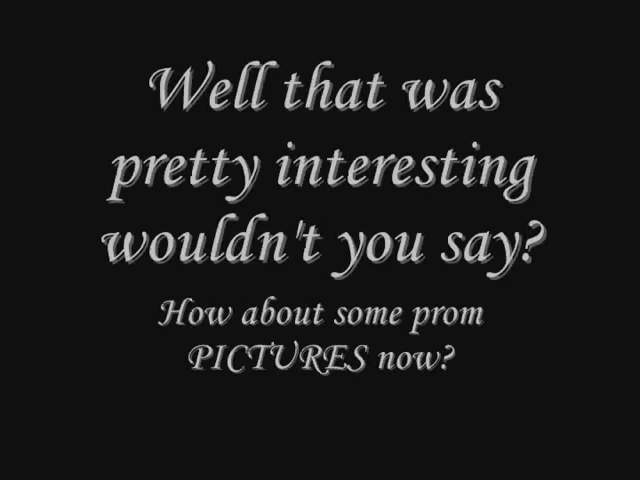 Well that was
pretty interesting
wouldn't you say?
How about some prom
PICTURES now?